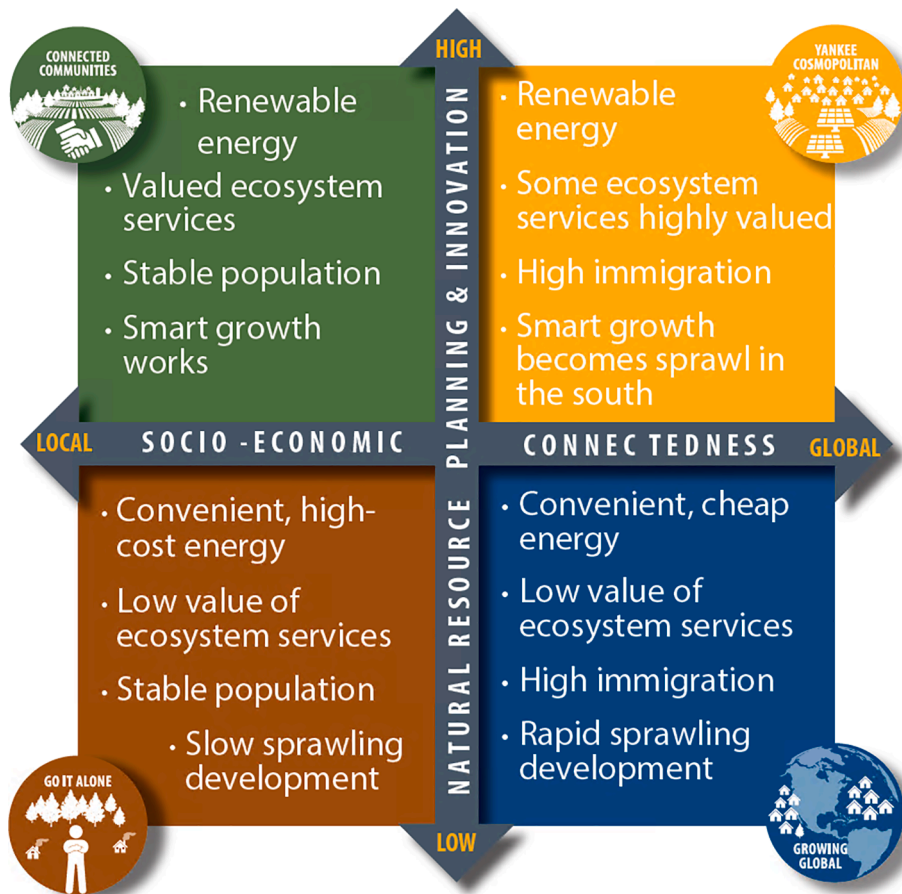 CONNECTED
COMMUNITIES
• Renewable
energy
• Valued ecosystem
services
• Stable population
• Smart growth
works
HIGH
YANKEE
COSMOPOLITAN
• Renewable
energy
• Some ecosystem
services highly valued
• High immigration
• Smart growth
becomes sprawl in
the south
NATURAL RESOURCE PLANNING & INNOVATION
LOCAL
SOCIO -ECONOMIC
CONNEC TEDNESS
GLOBAL
• Convenient, high-
cost energy
• Low value of
ecosystem services
• Stable population
• Slow sprawling
development
GO IT ALONE
• Convenient, cheap
energy
• Low value of
ecosystem services
• High immigration
• Rapid sprawling
development
GROWING
GLOBAL
LOW